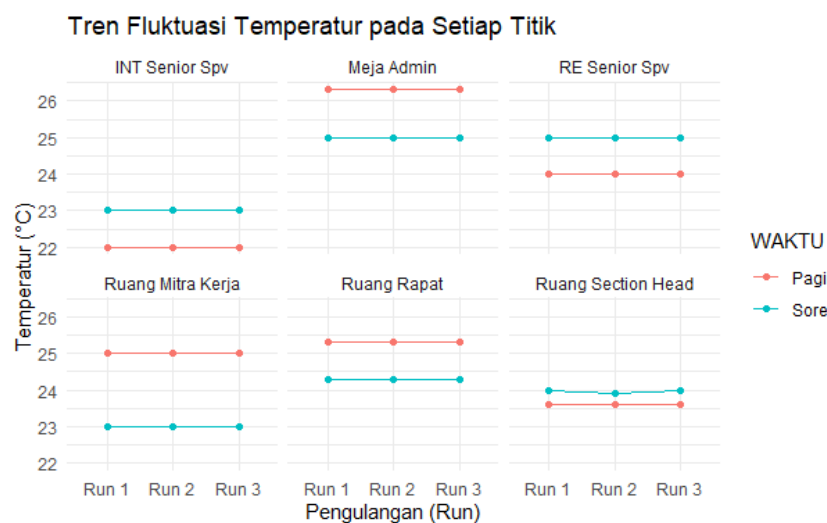 Tren Fluktuasi Temperatur pada Setiap Titik
INT Senior Spv
Meja Admin
RE Senior Spv
26
25
24
23
22
Temperatur (°C)
Ruang Mitra Kerja
Ruang Rapat
Ruang Section Head
26
25
24
23
22
Run 1 Run 2 Run 3
Run 1 Run 2 Run 3
Run 1 Run 2 Run 3
Pengulangan (Run)
WAKTU
Pagi
Sore